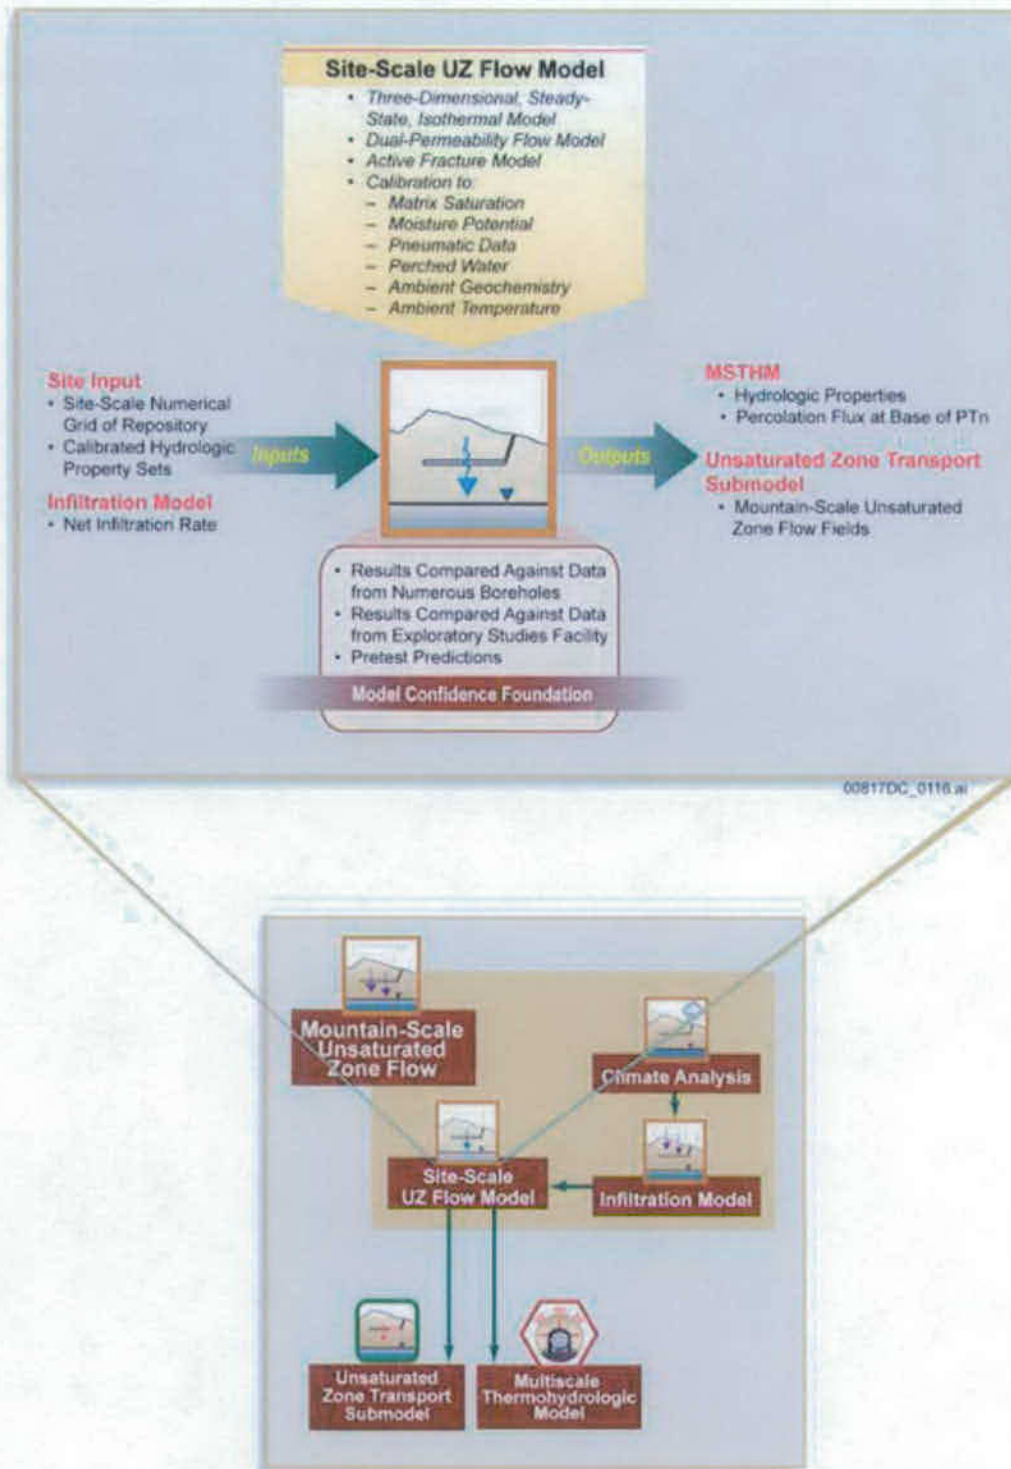 Site-Scale UZ Flow Model
• Three-Dimensional, Steady-
State, Isothermal Model
• Dual-Permeability Flow Model
• Active Fracture Model
• Calibration to:
– Matrix Saturation
– Moisture Potential
– Pneumatic Data
– Perched Water
– Ambient Geochemistry
– Ambient Temperature
Site Input
• Site-Scale Numerical
Grid of Repository
• Calibrated Hydrologic
Property Sets
Infiltration Model
• Net Infiltration Rate
Inputs
Outputs
MSTHM
• Hydrologic Properties
• Percolation Flux at Base of PTn
Unsaturated Zone Transport
Submodel
• Mountain-Scale Unsaturated
Zone Flow Fields
• Results Compared Against Data
from Numerous Boreholes
• Results Compared Against Data
from Exploratory Studies Facility
• Pretest Predictions
Model Confidence Foundation
00817DC_0116.ai
Mountain-Scale
Unsaturated
Zone Flow
Climate Analysis
Site-Scale
UZ Flow Model
Infiltration Model
Unsaturated
Zone Transport
Submodel
Multiscale
Thermohydrologic
Model